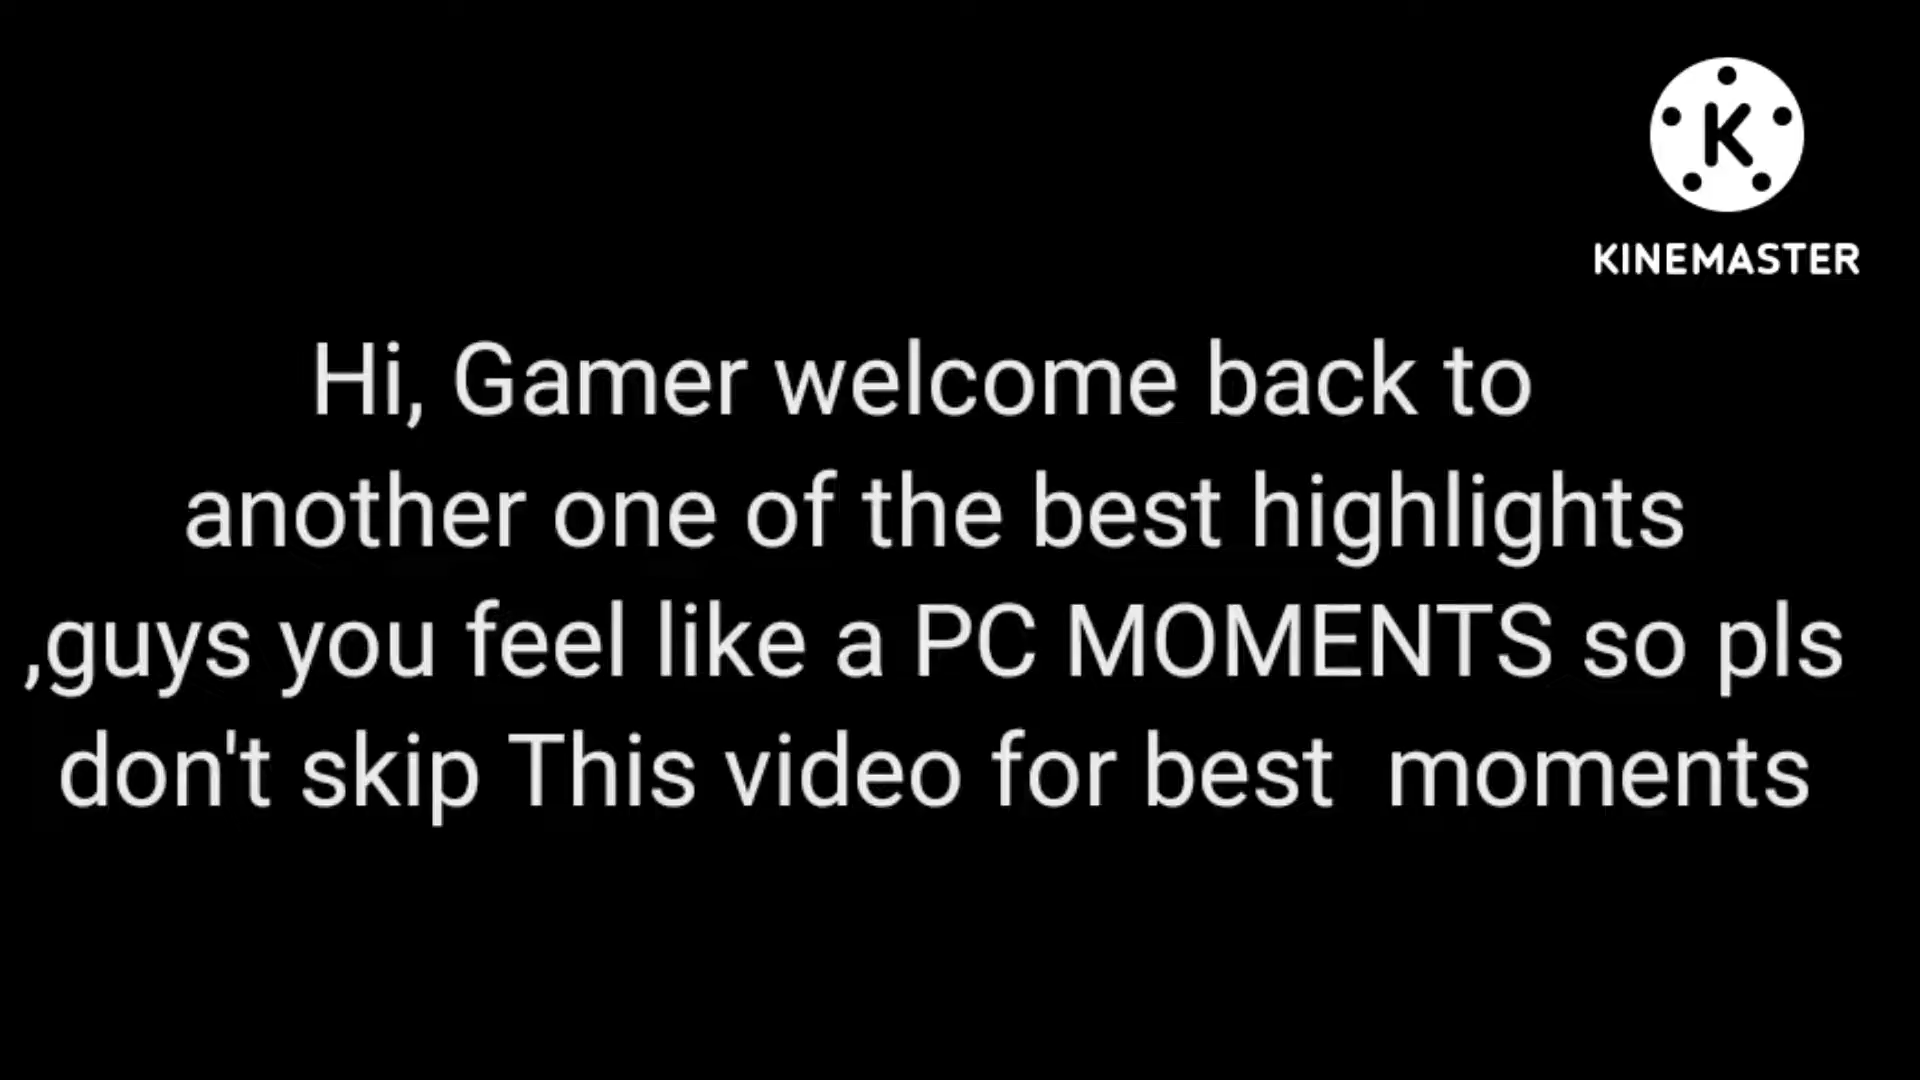 K
KINEMASTER
Hi, Gamer welcome back to
another one of the best highlights
,guys you feel like a PC MOMENTS so pls
don't skip This video for best  moments